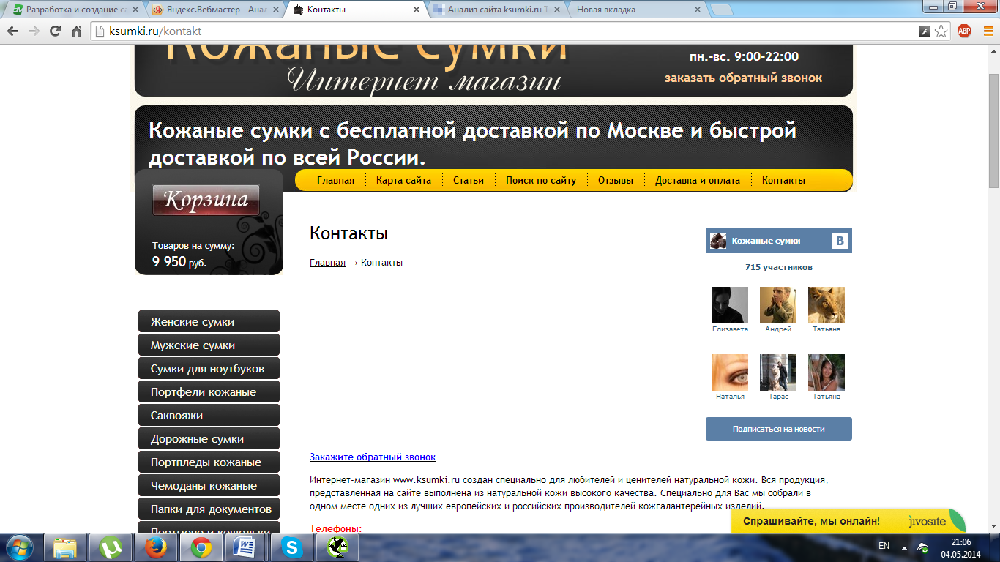 Разработка и создание са
Яндекс.Вебмастер - Анал
Контакты
Анализ сайта ksumki.ru Т
Новая вкладка
ksumki.ru/kontakt
ABP
Кожаные сумки
Интернет магазин
пн.-вс. 9:00-22:00
заказать обратный звонок
Кожаные сумки с бесплатной доставкой по Москве и быстрой
доставкой по всей России.
Главная
Карта сайта
Статьи
Поиск по сайту
Отзывы
Доставка и оплата
Контакты
Корзина
Товаров на сумму:
9 950 руб.
Женские сумки
Мужские сумки
Сумки для ноутбуков
Портфели кожаные
Саквояжи
Дорожные сумки
Портпледы кожаные
Чемоданы кожаные
Папки для документов
Портмоне и кошельки
Контакты
Главная → Контакты
Кожаные сумки
B
715 участников
Елизавета Андрей Татьяна
Наталья Тарас Татьяна
Подписаться на новости
Закажите обратный звонок
Интернет-магазин www.ksumki.ru создан специально для любителей и ценителей натуральной кожи. Вся продукция,
представленная на сайте выполнена из натуральной кожи высокого качества. Специально для Вас мы собрали в
одном месте одних из лучших европейских и российских производителей кожгалантерейных изделий.
Телефоны:
Спрашивайте, мы онлайн!
jivosite
EN
21:06
04.05.2014